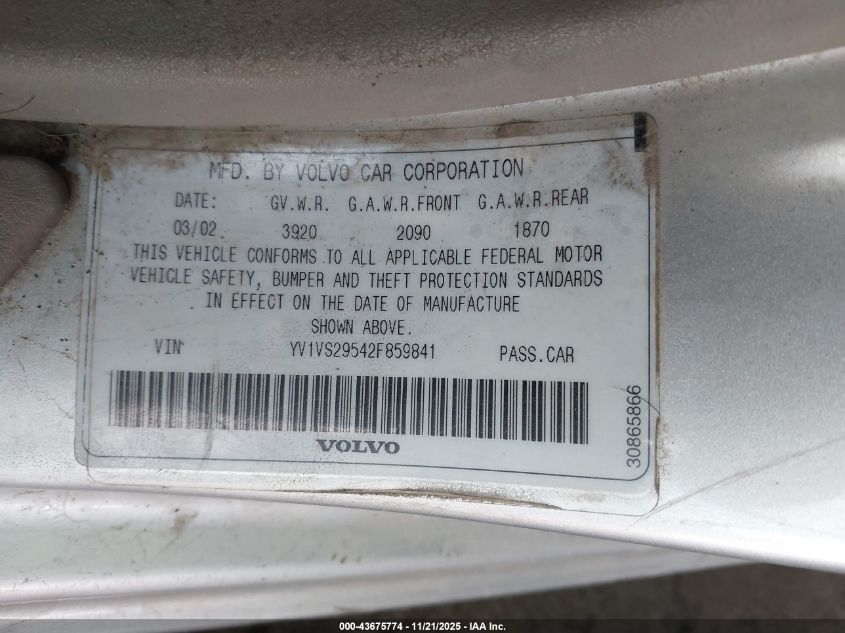 MFD. BY VOLVO CAR CORPORATION
DATE: GV.W.R. G.A.W.R.FRONT G.A.W.R.REAR
03/02 3920 2090 1870
THIS VEHICLE CONFORMS TO ALL APPLICABLE FEDERAL MOTOR
VEHICLE SAFETY, BUMPER AND THEFT PROTECTION STANDARDS
IN EFFECT ON THE DATE OF MANUFACTURE
SHOWN ABOVE.
VIN YV1VS29542F859841 PASS.CAR
VOLVO
30865866
000-43675774 - 11/21/2025 - IAA Inc.